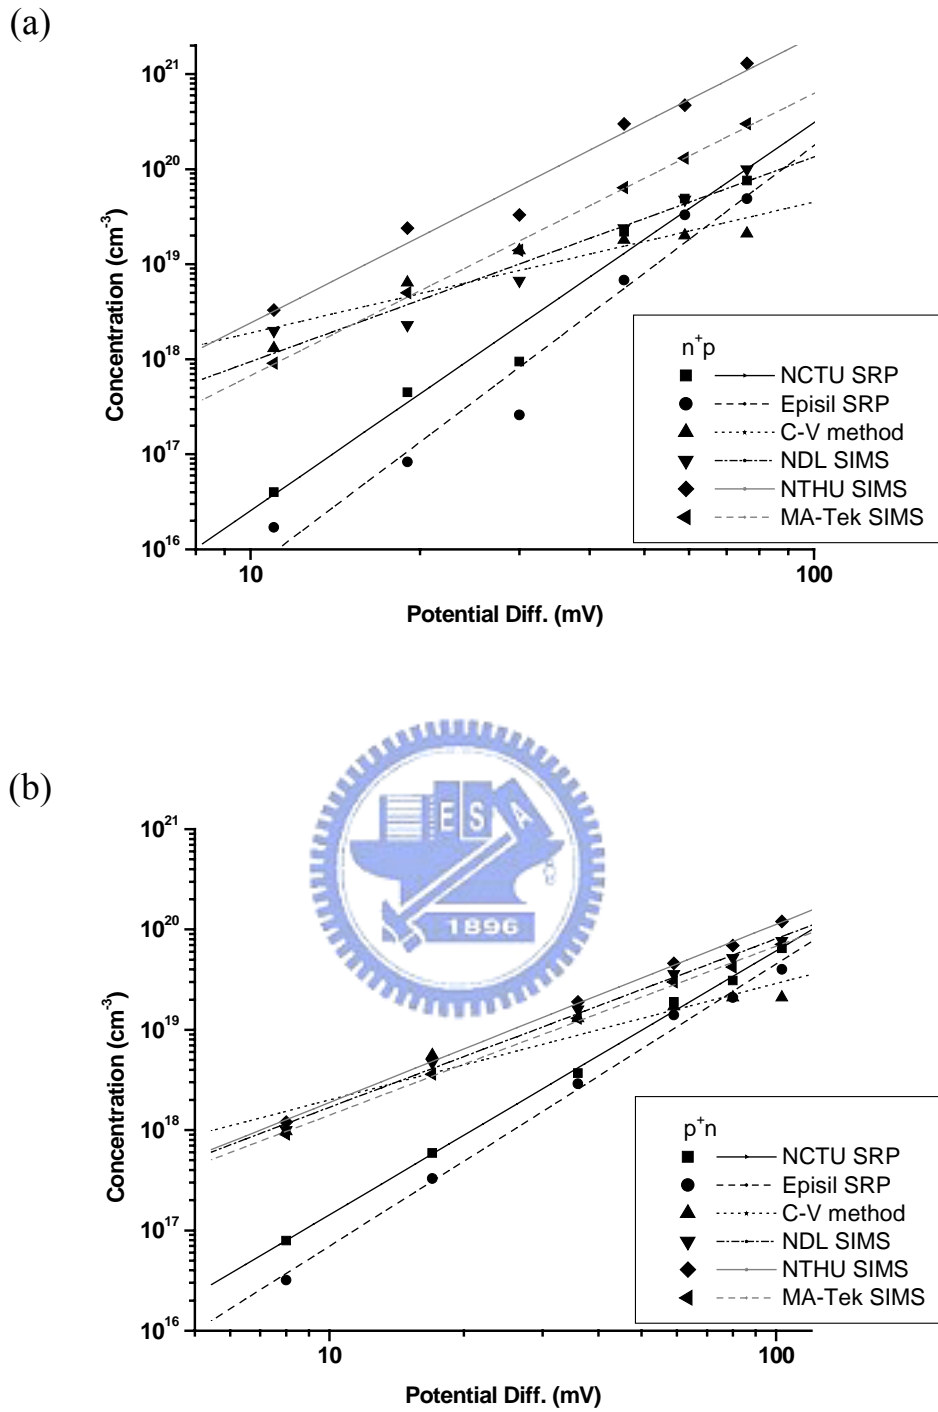 (a)
10^21
10^20
10^19
10^18
10^17
10^16
Concentration (cm^-3)
10
100
Potential Diff. (mV)
n^+p
NCTU SRP
Episil SRP
C-V method
NDL SIMS
NTHU SIMS
MA-Tek SIMS
(b)
10^21
10^20
10^19
10^18
10^17
10^16
Concentration (cm^-3)
10
100
Potential Diff. (mV)
E S A
1896
p^+n
NCTU SRP
Episil SRP
C-V method
NDL SIMS
NTHU SIMS
MA-Tek SIMS